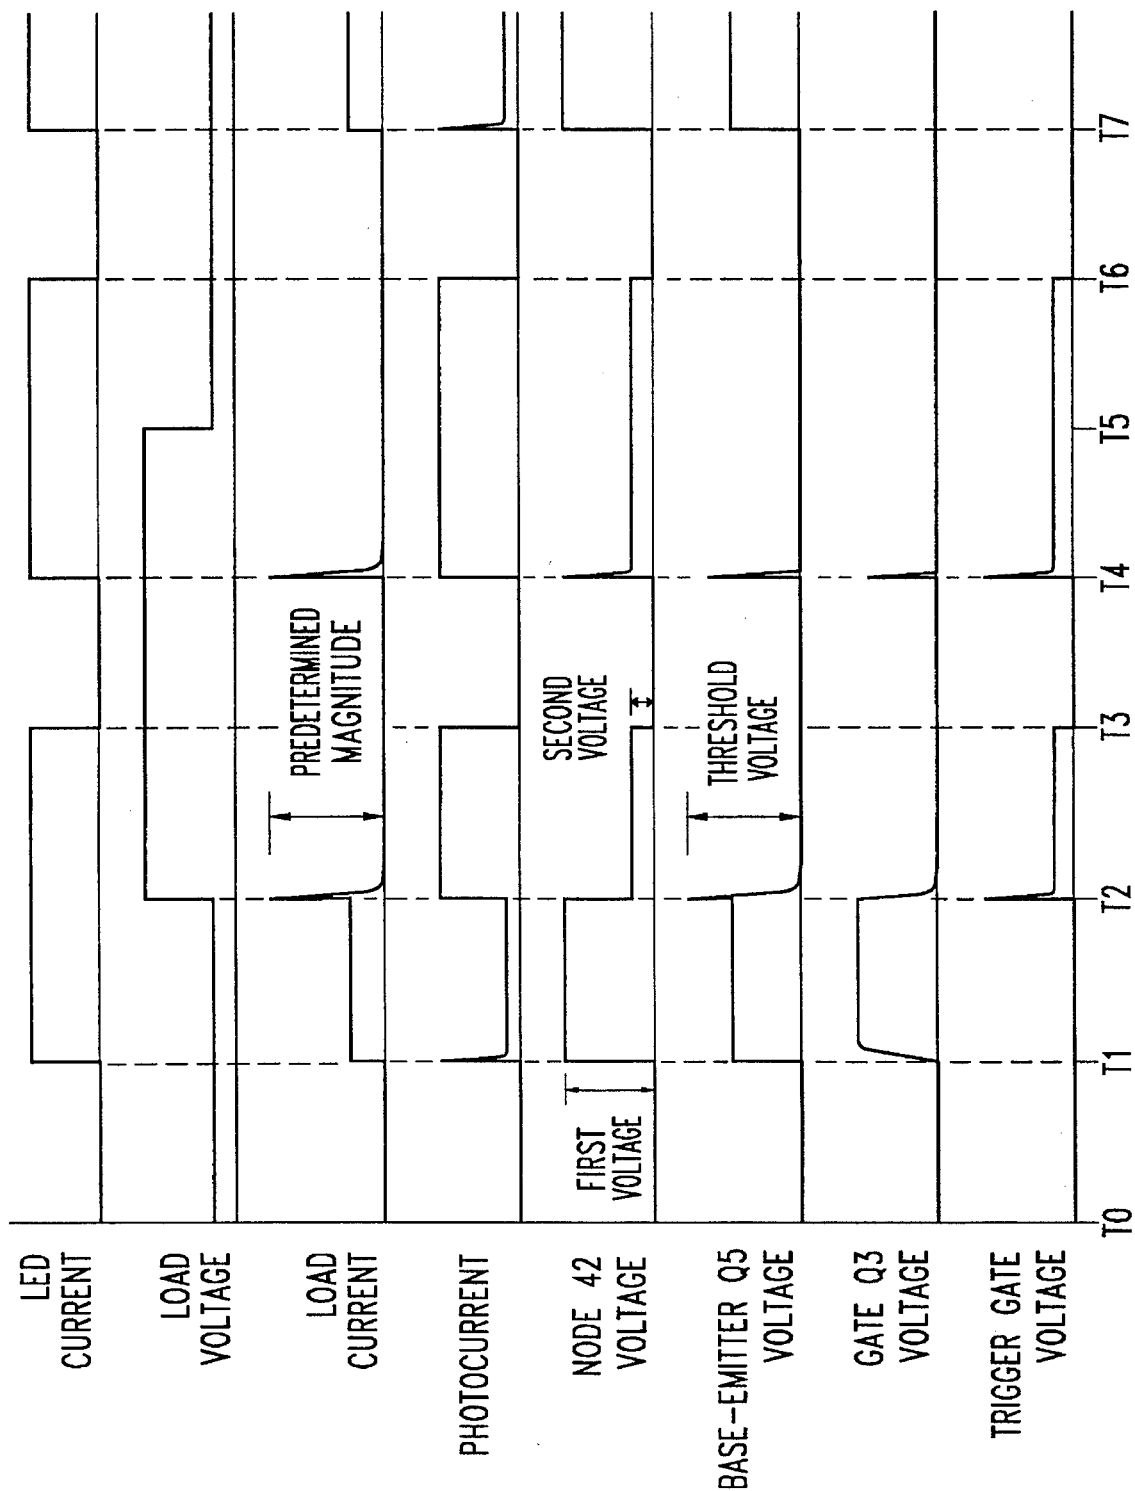 LED
CURRENT
LOAD
VOLTAGE
LOAD
CURRENT
PREDETERMINED
MAGNITUDE
PHOTOCURRENT
NODE 42
VOLTAGE
FIRST
VOLTAGE
SECOND
VOLTAGE
BASE-EMITTER Q5
VOLTAGE
THRESHOLD
VOLTAGE
GATE Q3
VOLTAGE
TRIGGER GATE
VOLTAGE
T0 T1 T2 T3 T4 T5 T6 T7